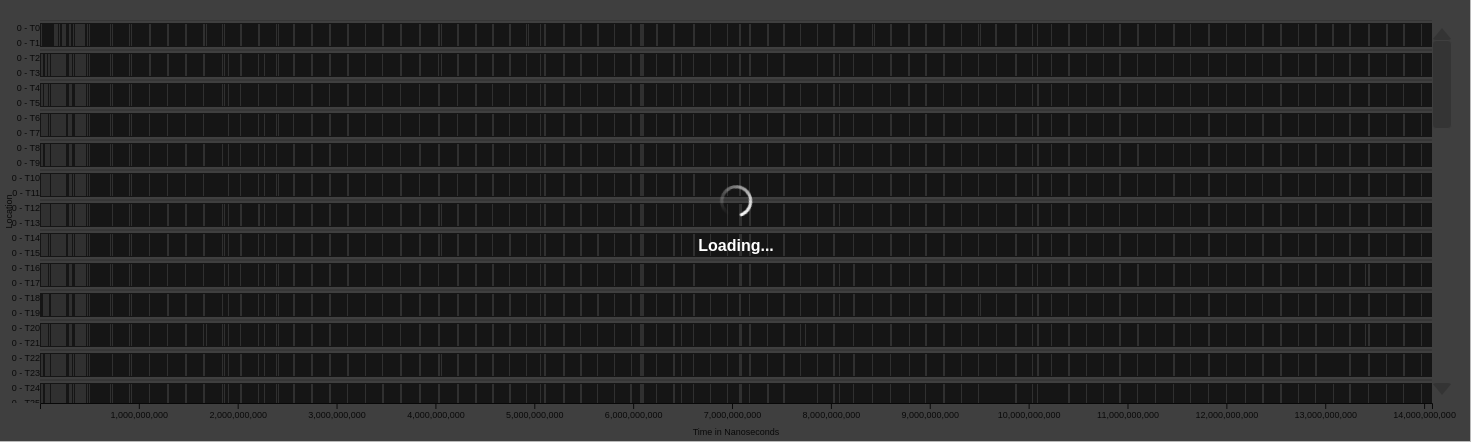 0 - T0
0 - T1
0 - T2
0 - T3
0 - T4
0 - T5
0 - T6
0 - T7
0 - T8
0 - T9
0 - T10
0 - T11
0 - T12
0 - T13
0 - T14
0 - T15
0 - T16
0 - T17
0 - T18
0 - T19
0 - T20
0 - T21
0 - T22
0 - T23
0 - T24
Location
Loading...
1,000,000,000 2,000,000,000 3,000,000,000 4,000,000,000 5,000,000,000 6,000,000,000 7,000,000,000 8,000,000,000 9,000,000,000 10,000,000,000 11,000,000,000 12,000,000,000 13,000,000,000 14,000,000,000
Time in Nanoseconds